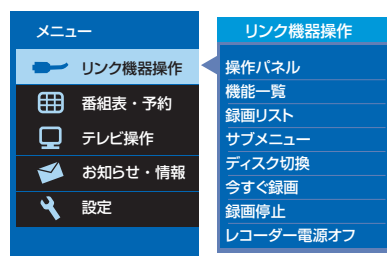 メニュー
リンク機器操作
番組表・予約
テレビ操作
お知らせ・情報
設定
リンク機器操作
操作パネル
機能一覧
録画リスト
サブメニュー
ディスク切換
今すぐ録画
録画停止
レコーダー電源オフ